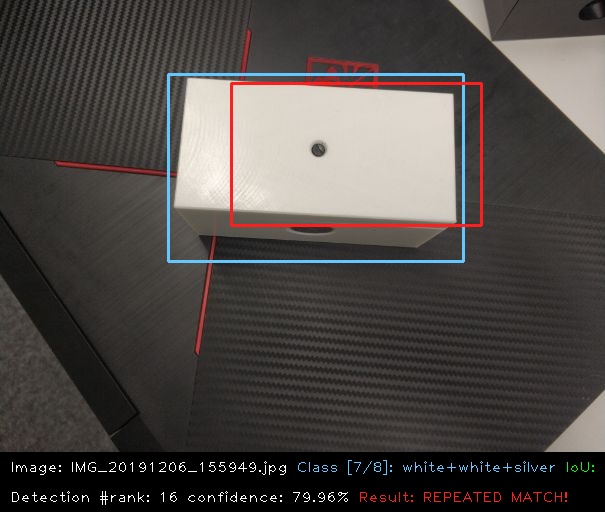 Image: IMG_20191206_155949.jpg Class [7/8]: white+white+silver IoU:
Detection #rank: 16 confidence: 79.96% Result: REPEATED MATCH!